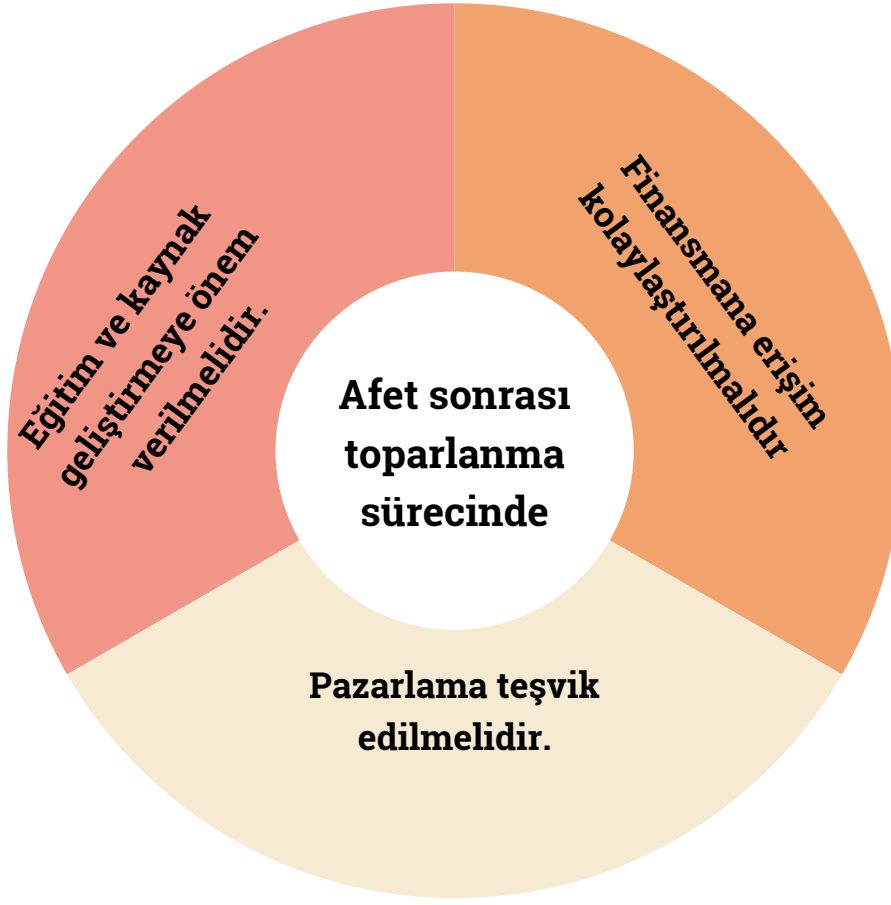 Afet sonrası
toparlanma
sürecinde
Finansmana erişim
kolaylaştırılmalıdır
Pazarlama teşvik
edilmelidir.
Eğitim ve kaynak
geliştirmeye önem
verilmelidir.